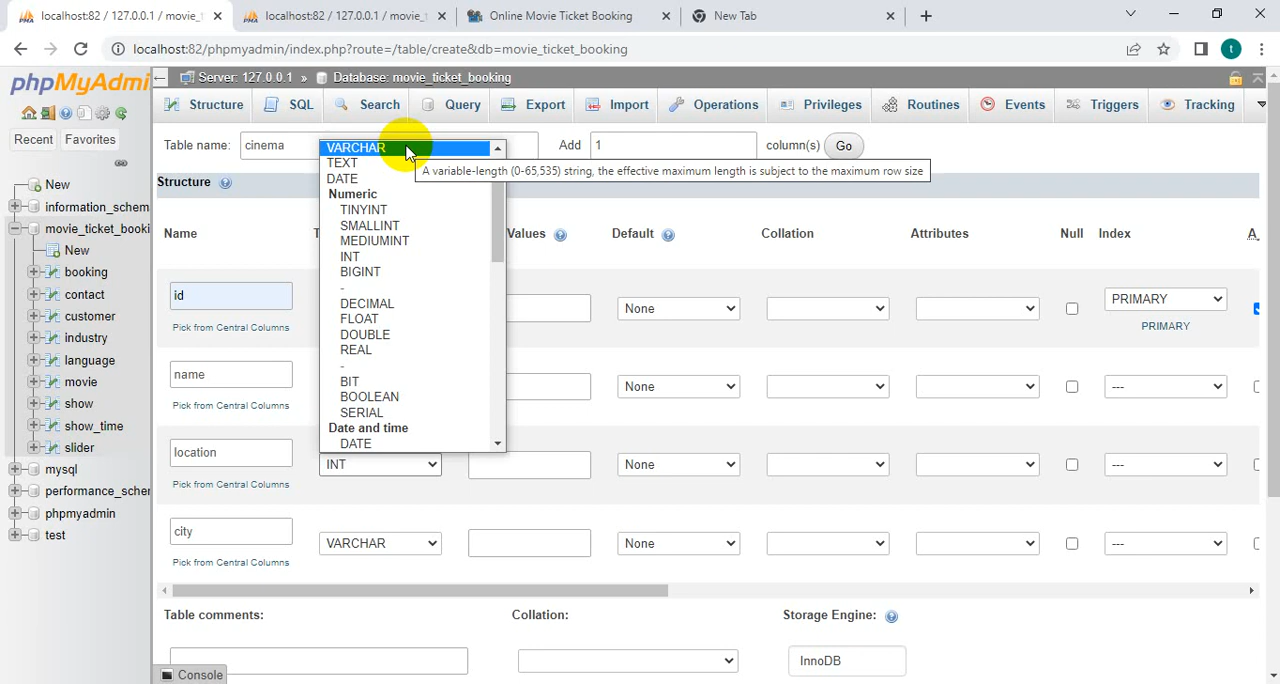 localhost:82 / 127.0.0.1 / movie_t
localhost:82 / 127.0.0.1 / movie_t
Online Movie Ticket Booking
New Tab
localhost:82/phpmyadmin/index.php?route=/table/create&db=movie_ticket_booking
t
phpMyAdmi
Server: 127.0.0.1 » Database: movie_ticket_booking
Structure SQL Search Query Export Import Operations Privileges Routines Events Triggers Tracking
Recent Favorites
New
information_schem
movie_ticket_booki
New
booking
contact
customer
industry
language
movie
show
show_time
slider
mysql
performance_schem
phpmyadmin
test
Table name: cinema Add 1 column(s) Go
Structure
Name T Values Default Collation Attributes Null Index A_
VARCHAR
TEXT
DATE
Numeric
TINYINT
SMALLINT
MEDIUMINT
INT
BIGINT
-
DECIMAL
FLOAT
DOUBLE
REAL
-
BIT
BOOLEAN
SERIAL
Date and time
DATE
A variable-length (0-65,535) string, the effective maximum length is subject to the maximum row size
id None PRIMARY
Pick from Central Columns PRIMARY
name None ---
Pick from Central Columns
location INT None ---
Pick from Central Columns
city VARCHAR None ---
Pick from Central Columns
Table comments: Collation: Storage Engine:
InnoDB
Console